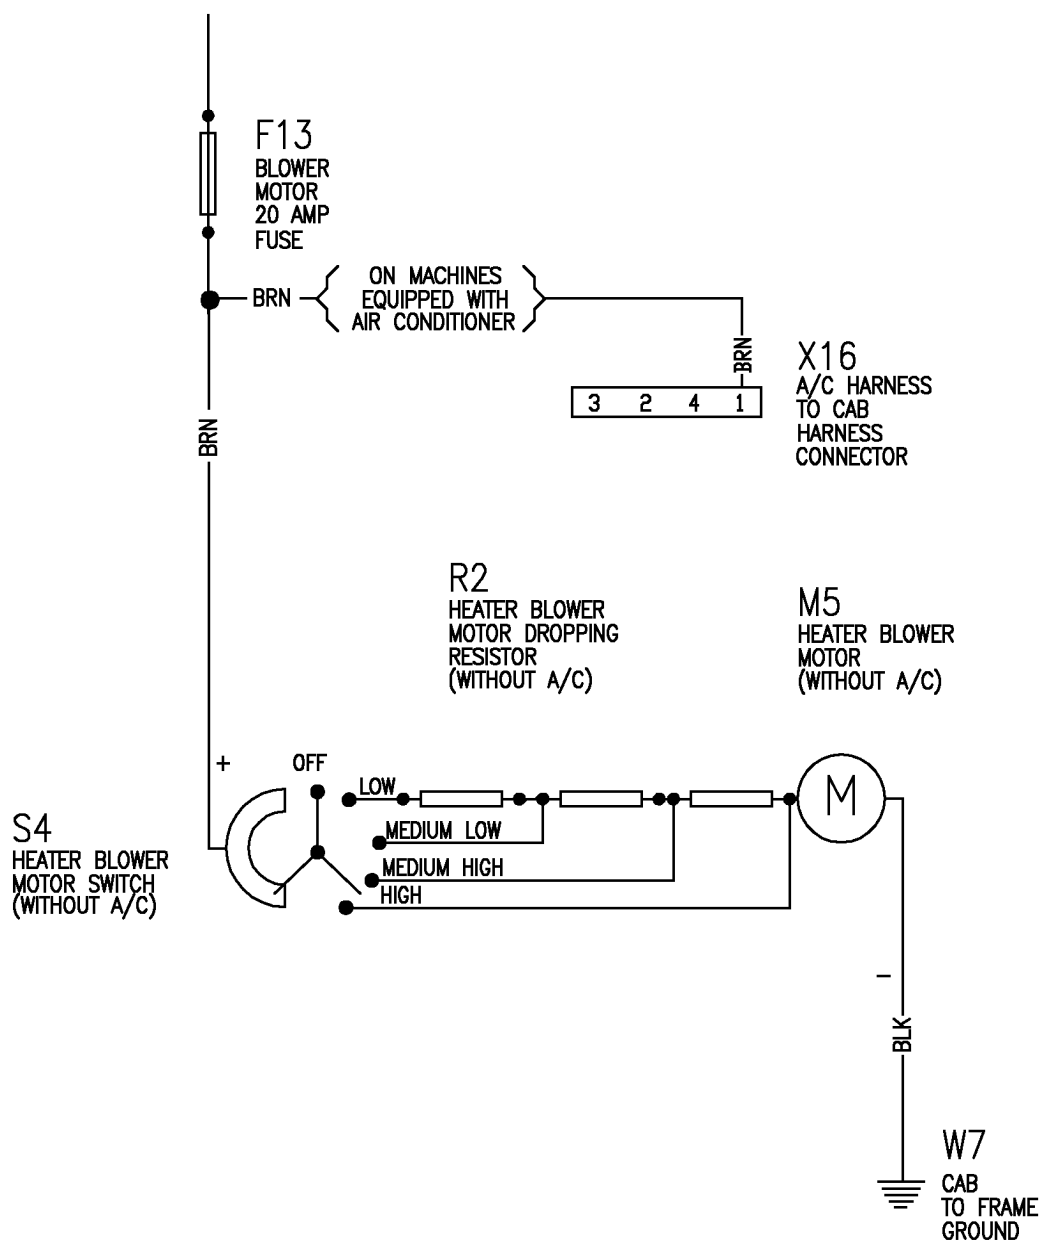 F13
BLOWER
MOTOR
20 AMP
FUSE
BRN
ON MACHINES
EQUIPPED WITH
AIR CONDITIONER
BRN
X16
A/C HARNESS
TO CAB
HARNESS
CONNECTOR
3 2 4 1
BRN
R2
HEATER BLOWER
MOTOR DROPPING
RESISTOR
(WITHOUT A/C)
M5
HEATER BLOWER
MOTOR
(WITHOUT A/C)
+
OFF
LOW
M
MEDIUM LOW
MEDIUM HIGH
HIGH
S4
HEATER BLOWER
MOTOR SWITCH
(WITHOUT A/C)
–
BLK
W7
CAB
TO FRAME
GROUND